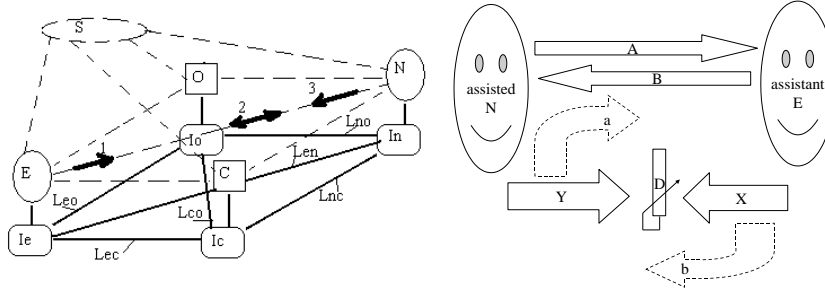 S
O
N
3
2
Lno
1
Io
In
E
Len
C
Leo
Lnc
Lco
Ie
Ic
Lec
A
B
assisted
N
assistant
E
a
Y
D
X
b